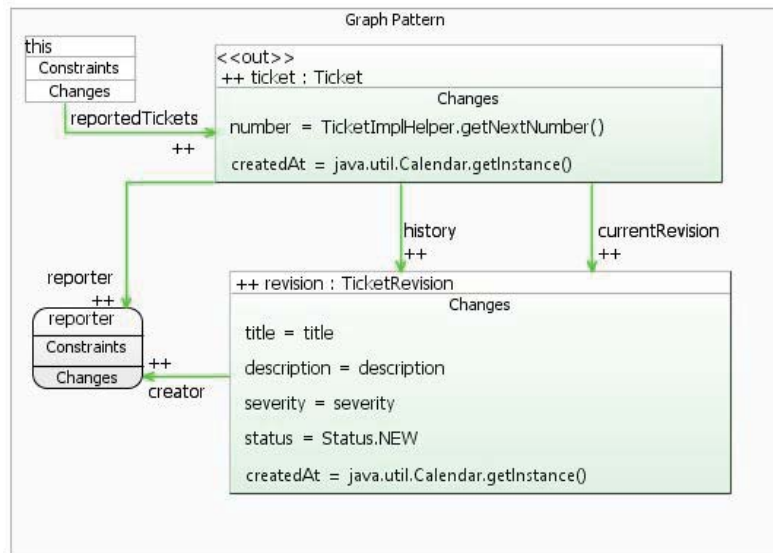 Graph Pattern
this
Constraints
Changes
<<out>>
++ ticket : Ticket
Changes
number = TicketImplHelper.getNextNumber()
createdAt = java.util.Calendar.getInstance()
reportedTickets
++
history
++
currentRevision
++
reporter
++
reporter
Constraints
Changes
++
creator
++ revision : TicketRevision
Changes
title = title
description = description
severity = severity
status = Status.NEW
createdAt = java.util.Calendar.getInstance()